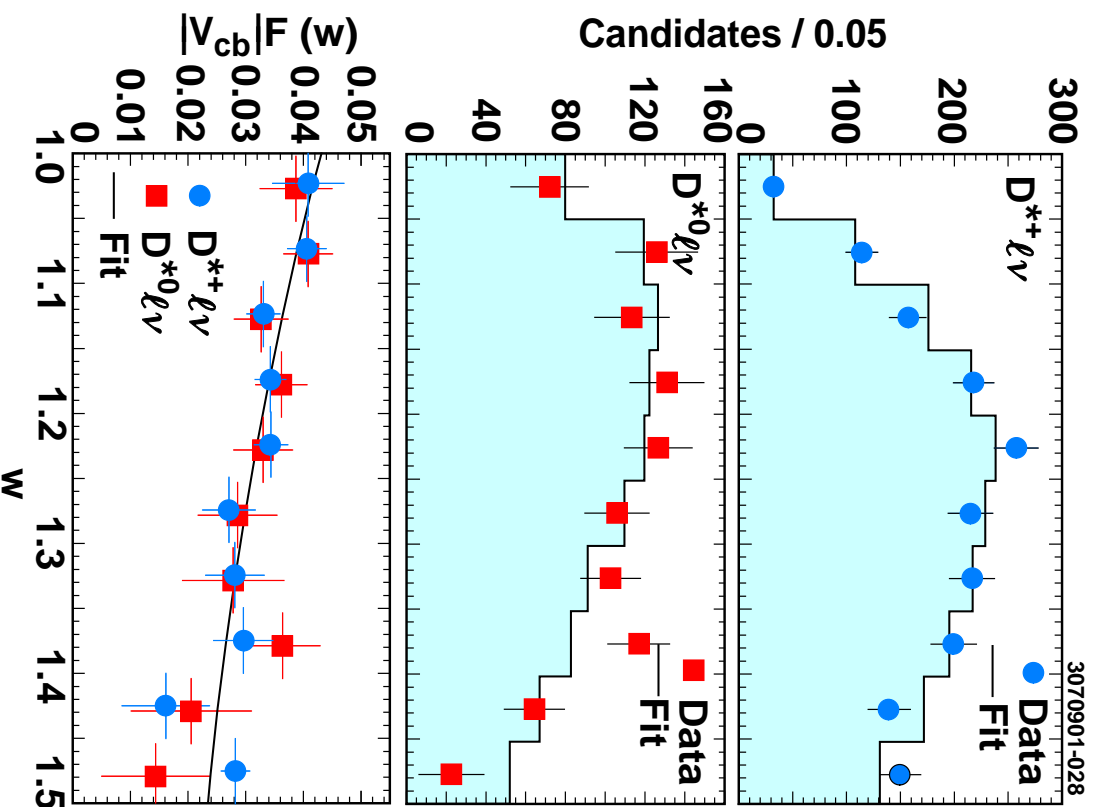 3070901-028
300
200
100
0
D*+ℓν
Data
Fit
Candidates / 0.05
160
120
80
40
0
D*0ℓν
Data
Fit
|Vcb|F (w)
0.05
0.04
0.03
0.02
0.01
0
D*+ℓν
D*0ℓν
Fit
1.0 1.1 1.2 1.3 1.4 1.5
w